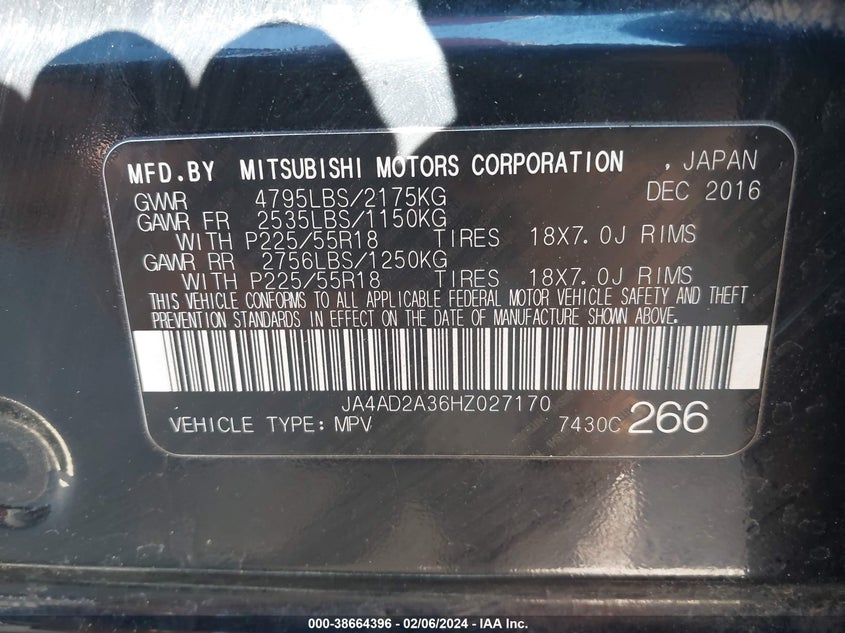 MFD.BY MITSUBISHI MOTORS CORPORATION , JAPAN
GVWR 4795LBS/2175KG DEC 2016
GAWR FR 2535LBS/1150KG
WITH P225/55R18 TIRES 18X7.0J RIMS
GAWR RR 2756LBS/1250KG
WITH P225/55R18 TIRES 18X7.0J RIMS
THIS VEHICLE CONFORMS TO ALL APPLICABLE FEDERAL MOTOR VEHICLE SAFETY AND THEFT
PREVENTION STANDARDS IN EFFECT ON THE DATE OF MANUFACTURE SHOWN ABOVE.
JA4AD2A36HZ027170
VEHICLE TYPE: MPV 7430C 266
000-38664396 - 02/06/2024 - IAA Inc.